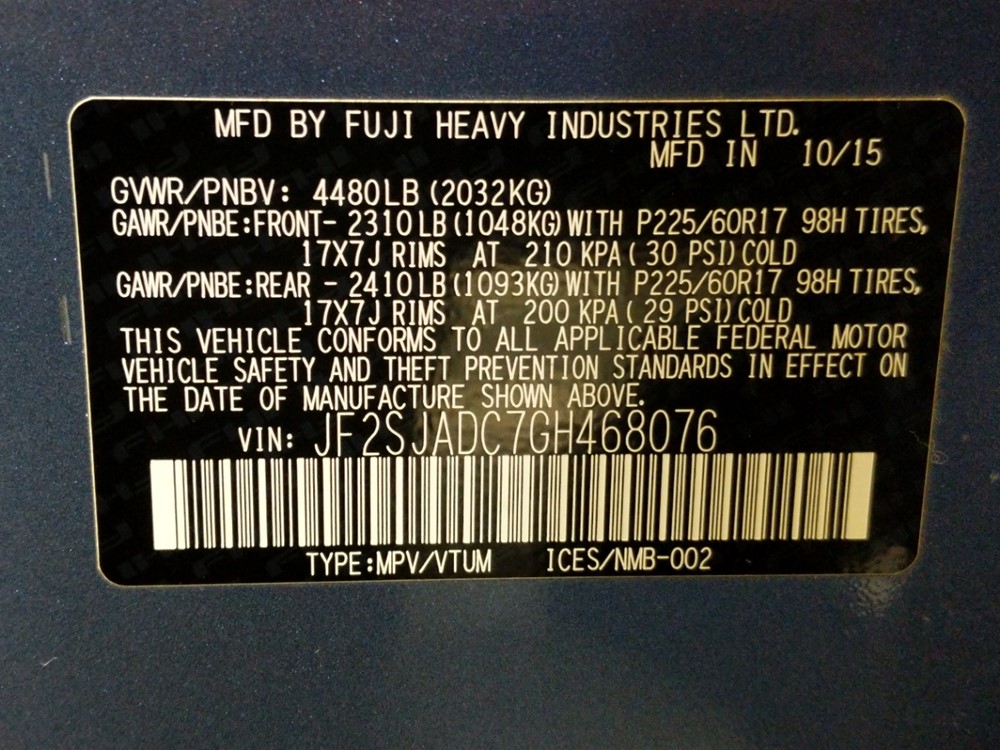 MFD BY FUJI HEAVY INDUSTRIES LTD.
MFD IN 10/15
GVWR/PNBV: 4480LB (2032KG)
GAWR/PNBE:FRONT- 2310 LB (1048KG) WITH P225/60R17 98H TIRES,
17X7J RIMS AT 210 KPA ( 30 PSI) COLD
GAWR/PNBE:REAR - 2410 LB (1093KG) WITH P225/60R17 98H TIRES,
17X7J RIMS AT 200 KPA ( 29 PSI) COLD
THIS VEHICLE CONFORMS TO ALL APPLICABLE FEDERAL MOTOR
VEHICLE SAFETY AND THEFT PREVENTION STANDARDS IN EFFECT ON
THE DATE OF MANUFACTURE SHOWN ABOVE.
VIN: JF2SJADC7GH468076
TYPE:MPV/VTUM ICES/NMB-002